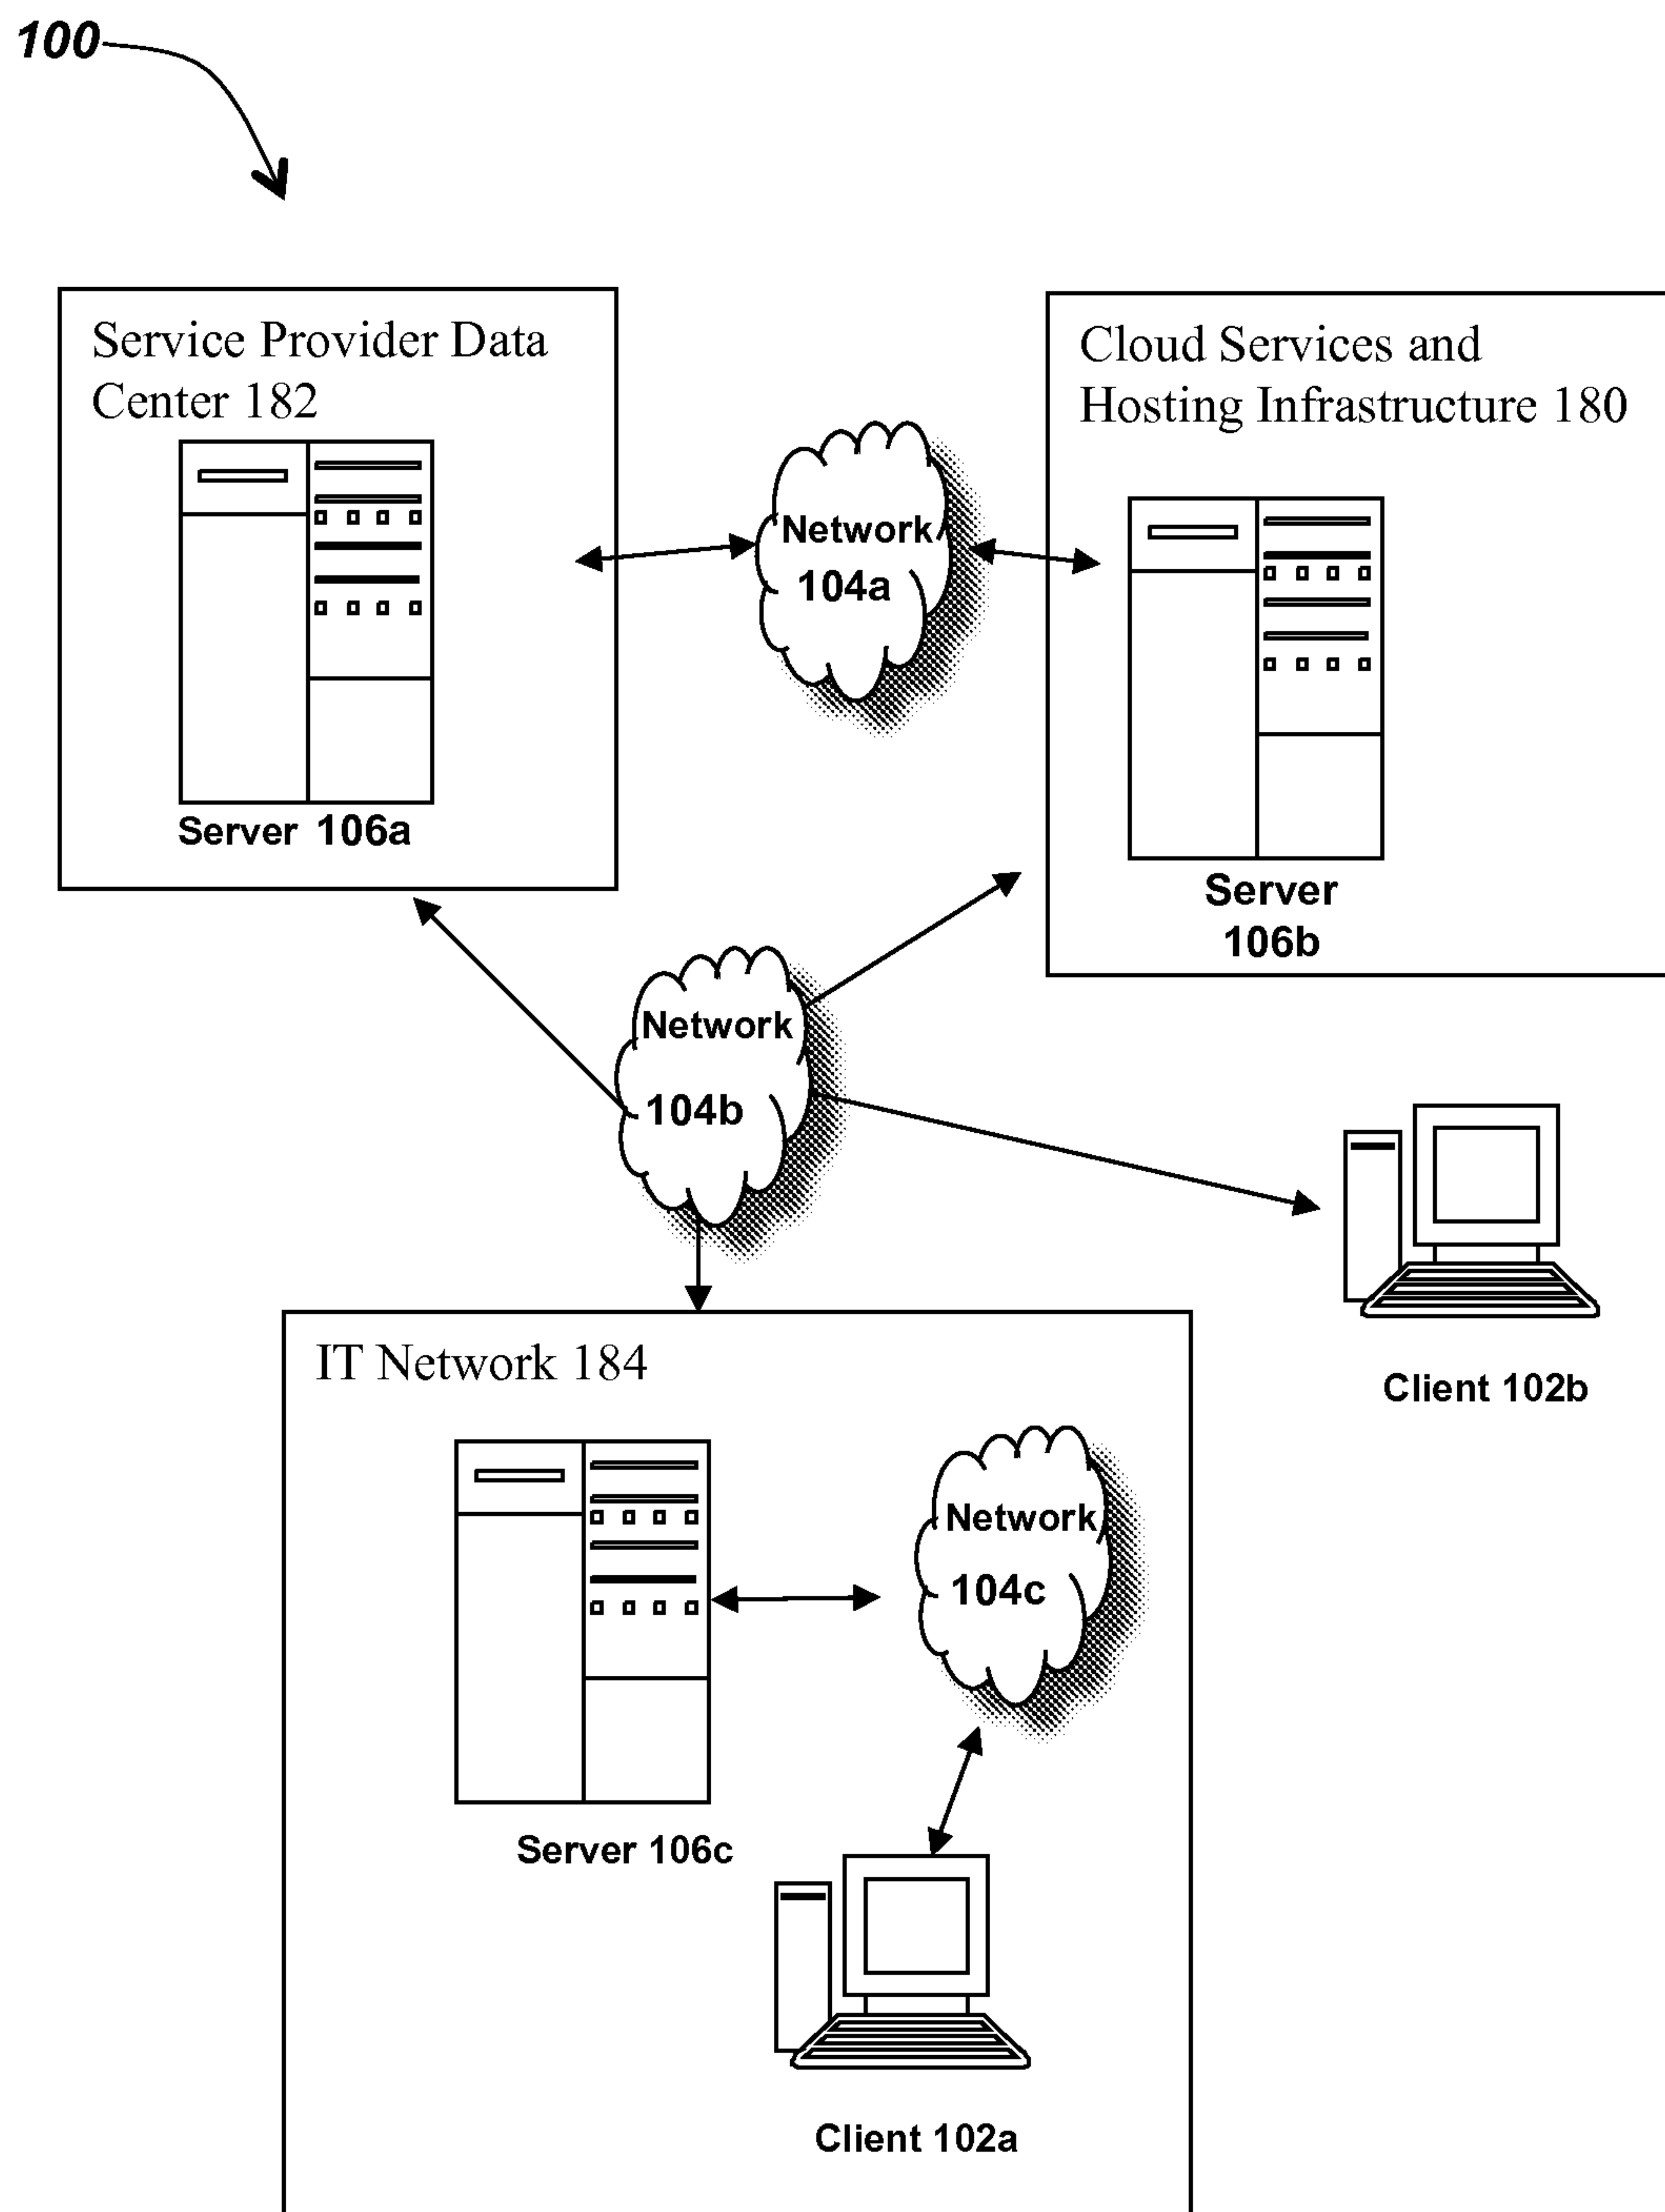 100
Service Provider Data
Center 182
Cloud Services and
Hosting Infrastructure 180
Network
104a
Server 106a
Server
106b
Network
104b
IT Network 184
Client 102b
Network
104c
Server 106c
Client 102a